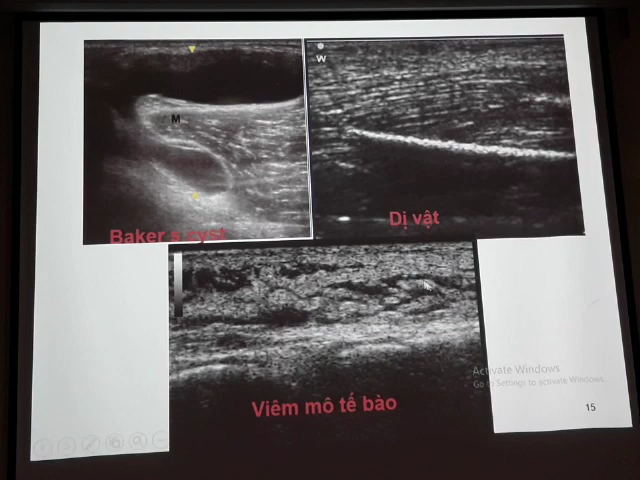 W
M
Baker's cyst
Dị vật
Viêm mô tế bào
Activate Windows
Go to Settings to activate Windows.
15